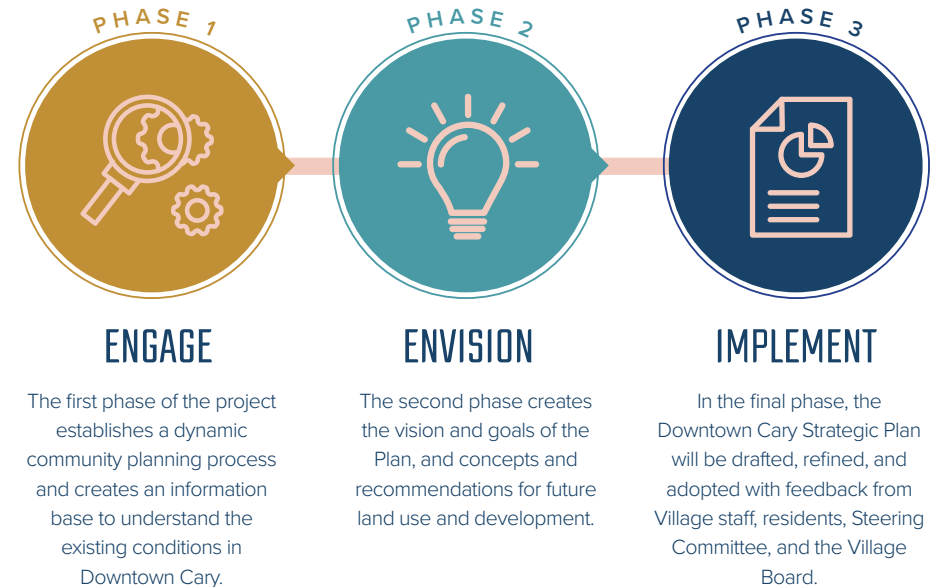 PHASE 1
PHASE 2
PHASE 3
ENGAGE
The first phase of the project
establishes a dynamic
community planning process
and creates an information
base to understand the
existing conditions in
Downtown Cary.
ENVISION
The second phase creates
the vision and goals of the
Plan, and concepts and
recommendations for future
land use and development.
IMPLEMENT
In the final phase, the
Downtown Cary Strategic Plan
will be drafted, refined, and
adopted with feedback from
Village staff, residents, Steering
Committee, and the Village
Board.